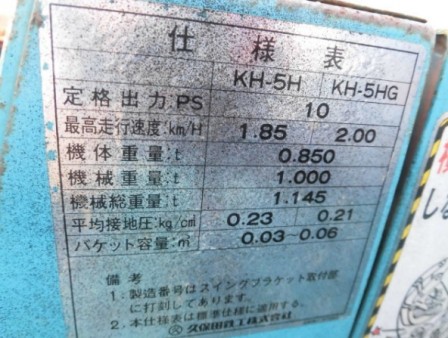 仕様表
KH-5H KH-5HG
定格出力:PS 10
最高走行速度:km/H 1.85 2.00
機体重量:t 0.850
機械重量:t 1.000
機械総重量:t 1.145
平均接地圧:kg/cm² 0.23 0.21
バケット容量:m³ 0.03-0.06
備考
1.製造番号はスイングブラケット取付部
に打刻してあります.
2.本仕様表は標準仕様に適用する.
久保田鉄工株式会社